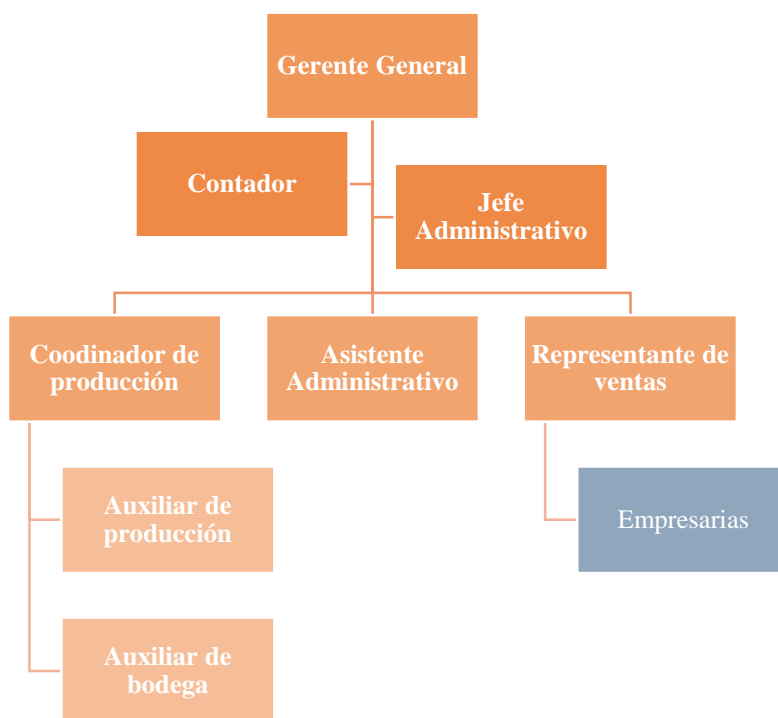 Gerente General
Contador
Jefe
Administrativo
Coodinador de
producción
Asistente
Administrativo
Representante de
ventas
Auxiliar de
producción
Empresarias
Auxiliar de
bodega